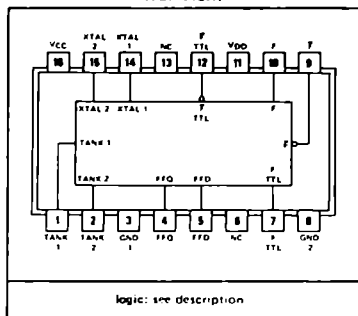 VCC XTAL 2 XTAL 1 NC F̅ TTL VDD F F̅
16 15 14 13 12 11 10 9
XTAL 2 XTAL 1 F̅ TTL F
TANK 1 F̅
TANK 2 FFQ FFD F TTL
1 2 3 4 5 6 7 8
TANK 1 TANK 2 GND 1 FFQ FFD NC F TTL GND 2
logic: see description